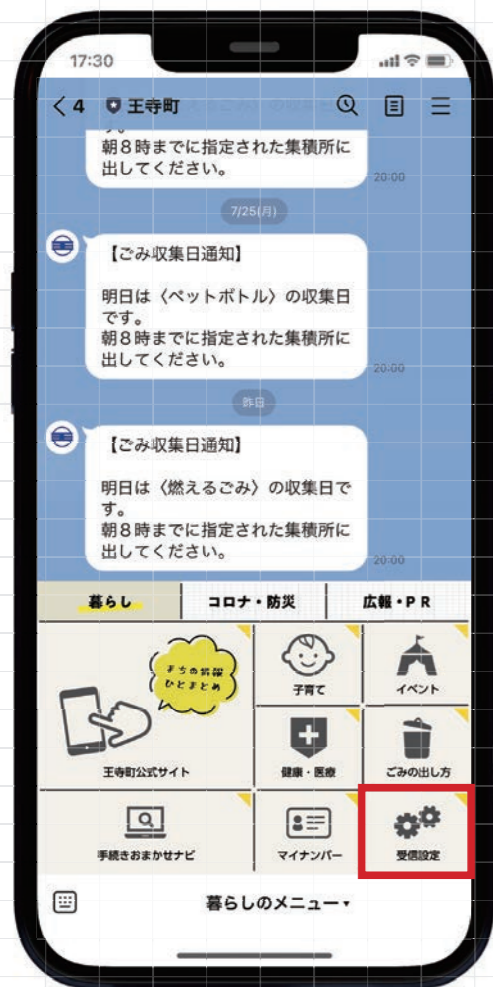 17:30
4 王寺町
朝8時までに指定された集積所に
出してください。
20:00
7/25(月)
【ごみ収集日通知】
明日は〈ペットボトル〉の収集日
です。
朝8時までに指定された集積所に
出してください。
20:00
昨日
【ごみ収集日通知】
明日は〈燃えるごみ〉の収集日で
す。
朝8時までに指定された集積所に
出してください。
20:00
暮らし
コロナ・防災
広報・PR
まちの情報
ひとまとめ
王寺町公式サイト
子育て
イベント
健康・医療
ごみの出し方
手続きおまかせナビ
マイナンバー
受信設定
暮らしのメニュー▾